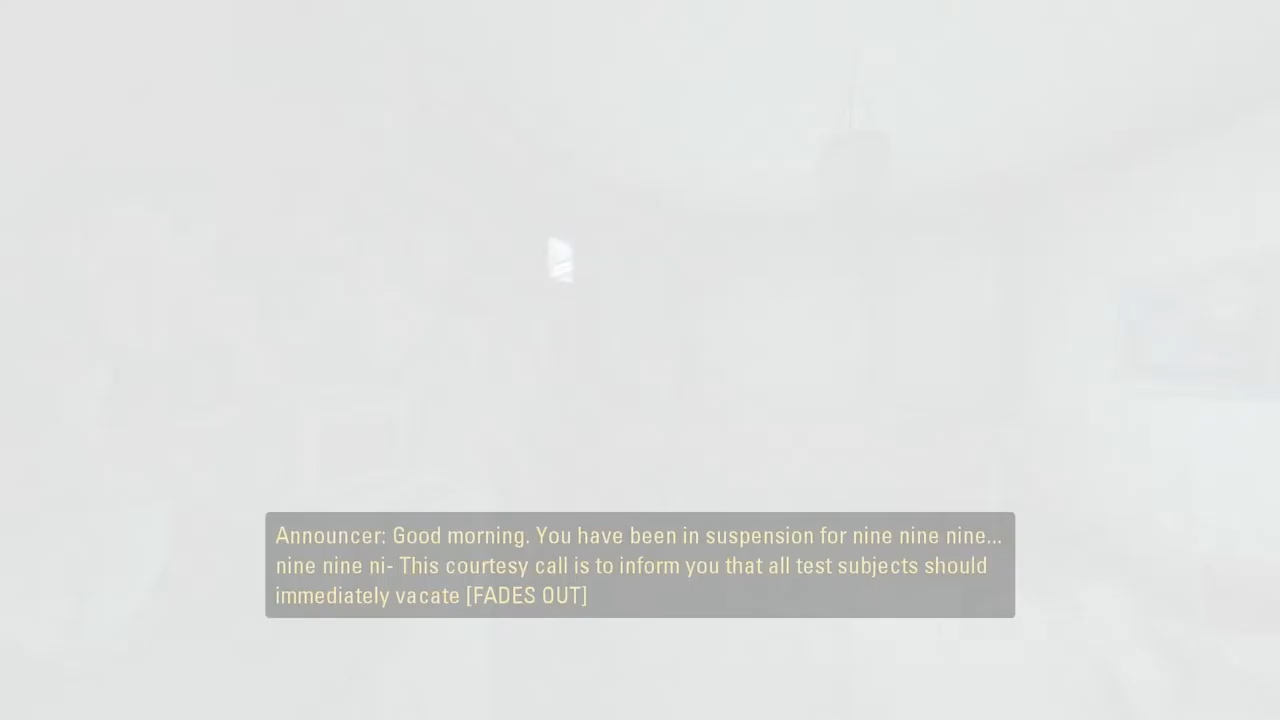 Announcer: Good morning. You have been in suspension for nine nine nine...
nine nine ni- This courtesy call is to inform you that all test subjects should
immediately vacate [FADES OUT]